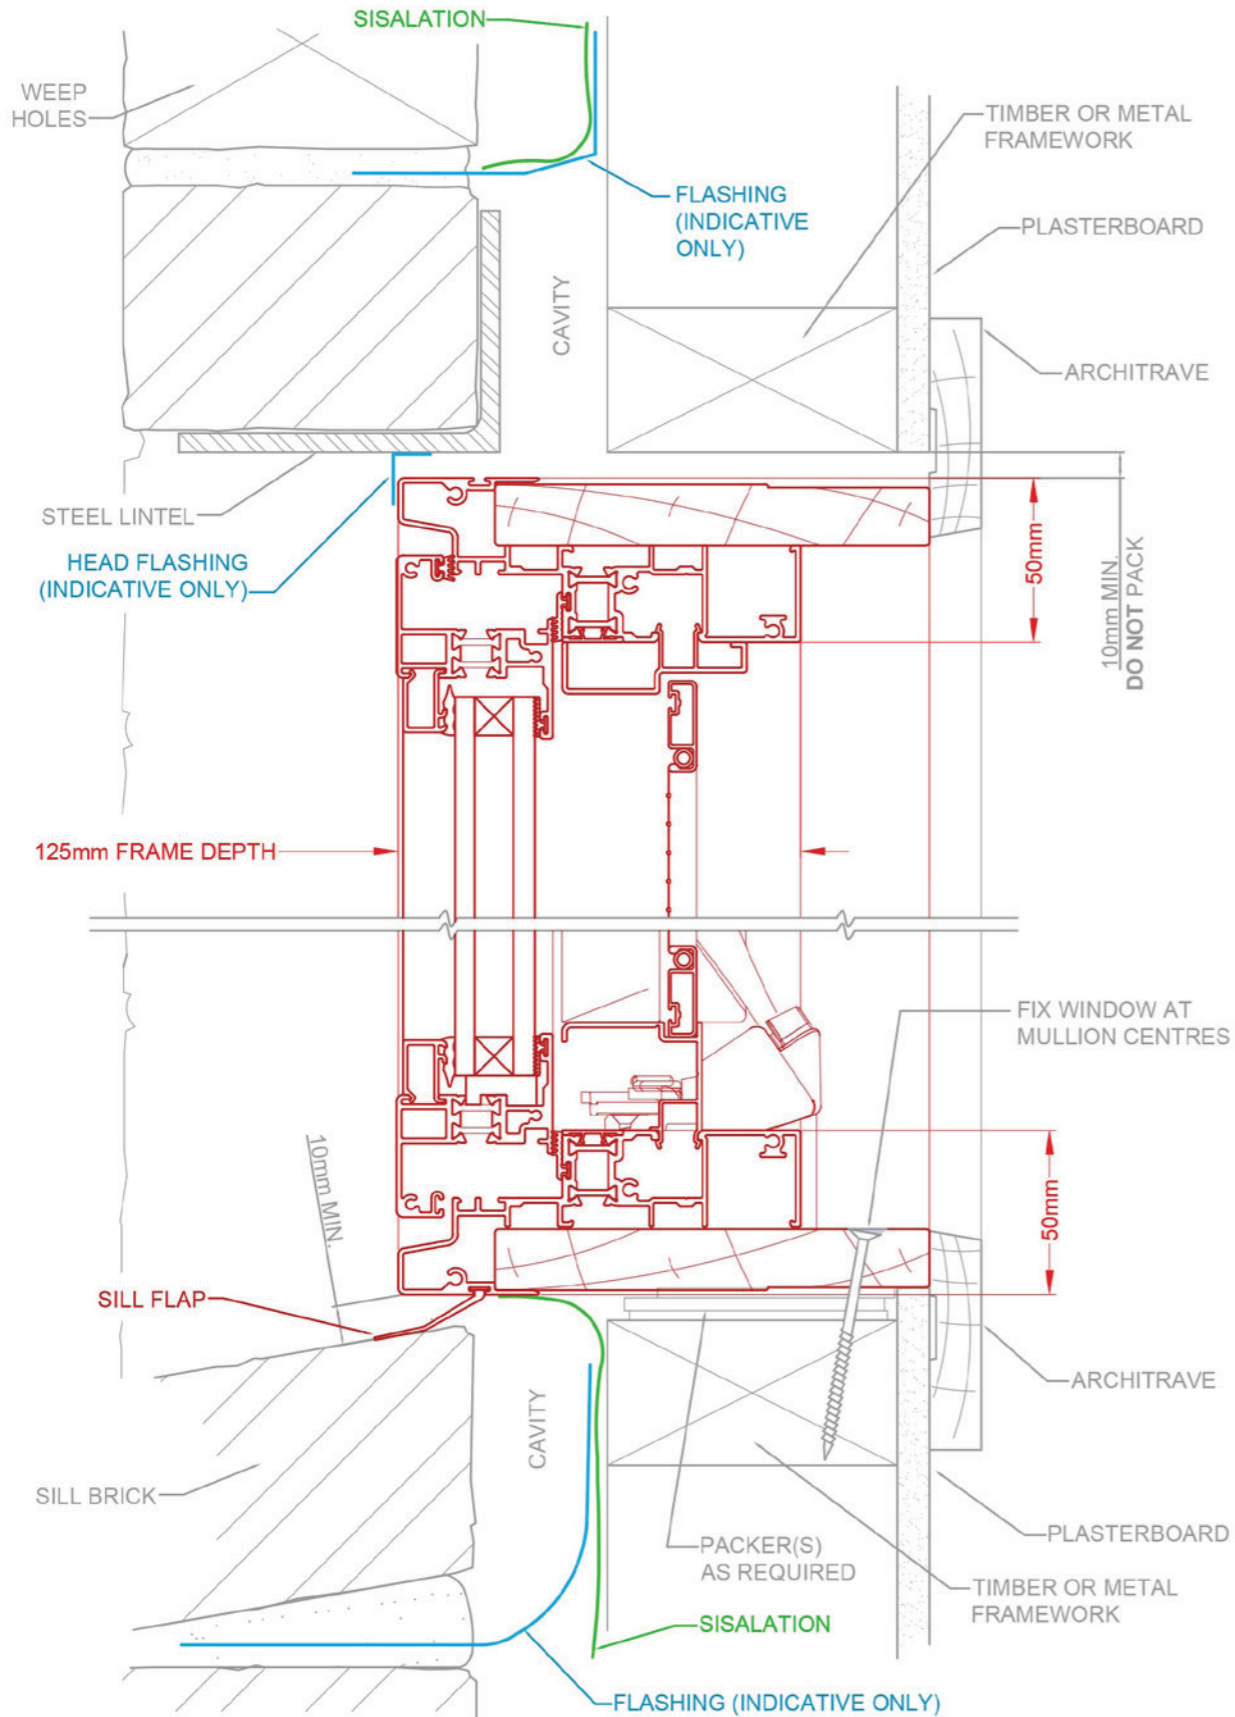 SISALATION
WEEP
HOLES
TIMBER OR METAL
FRAMEWORK
FLASHING
(INDICATIVE
ONLY)
PLASTERBOARD
CAVITY
ARCHITRAVE
STEEL LINTEL
HEAD FLASHING
(INDICATIVE ONLY)
50mm
10mm MIN.
DO NOT PACK
125mm FRAME DEPTH
FIX WINDOW AT
MULLION CENTRES
10mm MIN.
50mm
SILL FLAP
ARCHITRAVE
CAVITY
SILL BRICK
PACKER(S)
AS REQUIRED
PLASTERBOARD
TIMBER OR METAL
FRAMEWORK
SISALATION
FLASHING (INDICATIVE ONLY)